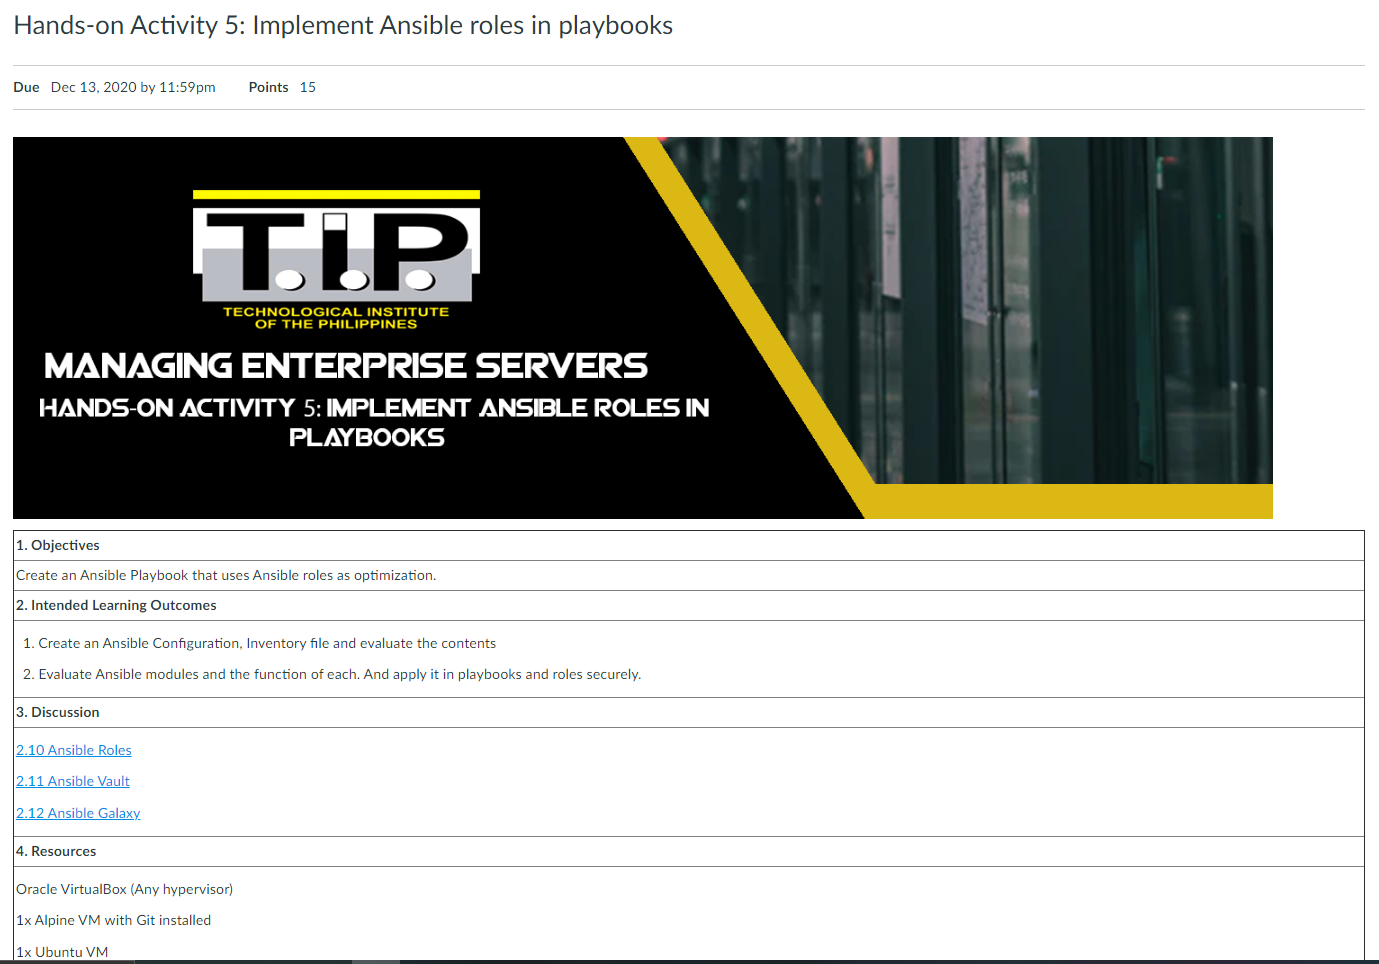 Hands-on Activity 5: Implement Ansible roles in playbooks
Due Dec 13, 2020 by 11:59pm Points 15
T.I.P.
TECHNOLOGICAL INSTITUTE
OF THE PHILIPPINES
MANAGING ENTERPRISE SERVERS
HANDS-ON ACTIVITY 5: IMPLEMENT ANSIBLE ROLES IN
PLAYBOOKS
1. Objectives
Create an Ansible Playbook that uses Ansible roles as optimization.
2. Intended Learning Outcomes
1. Create an Ansible Configuration, Inventory file and evaluate the contents
2. Evaluate Ansible modules and the function of each. And apply it in playbooks and roles securely.
3. Discussion
2.10 Ansible Roles
2.11 Ansible Vault
2.12 Ansible Galaxy
4. Resources
Oracle VirtualBox (Any hypervisor)
1x Alpine VM with Git installed
1x Ubuntu VM